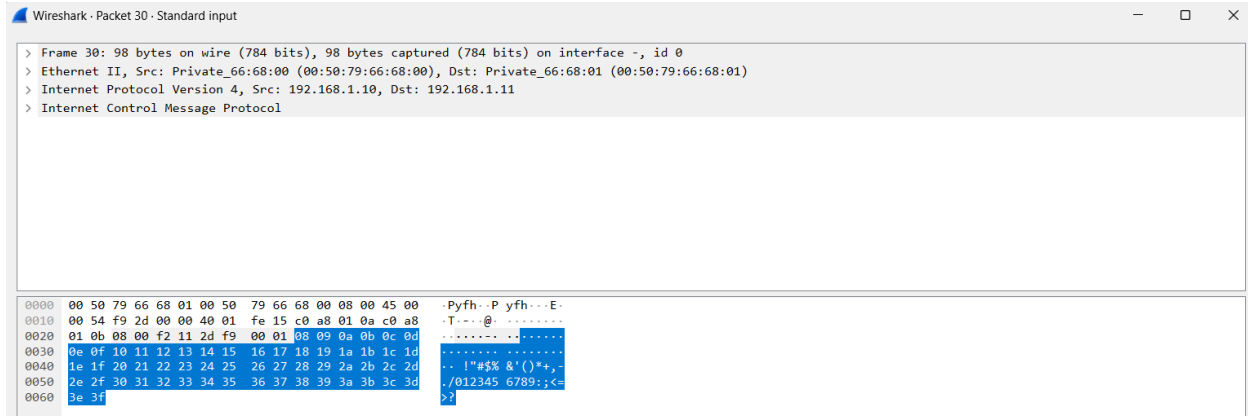 Wireshark · Packet 30 · Standard input
> Frame 30: 98 bytes on wire (784 bits), 98 bytes captured (784 bits) on interface -, id 0
> Ethernet II, Src: Private_66:68:00 (00:50:79:66:68:00), Dst: Private_66:68:01 (00:50:79:66:68:01)
> Internet Protocol Version 4, Src: 192.168.1.10, Dst: 192.168.1.11
> Internet Control Message Protocol
0000 00 50 79 66 68 01 00 50 79 66 68 00 08 00 45 00 ·Pyfh··P yfh···E·
0010 00 54 f9 2d 00 00 40 01 fe 15 c0 a8 01 0a c0 a8 ·T·-··@· ········
0020 01 0b 08 00 f2 11 2d f9 00 01 08 09 0a 0b 0c 0d ······-· ········
0030 0e 0f 10 11 12 13 14 15 16 17 18 19 1a 1b 1c 1d ········ ········
0040 1e 1f 20 21 22 23 24 25 26 27 28 29 2a 2b 2c 2d ·· !"#$% &'()*+,-
0050 2e 2f 30 31 32 33 34 35 36 37 38 39 3a 3b 3c 3d ./012345 6789:;<=
0060 3e 3f >?